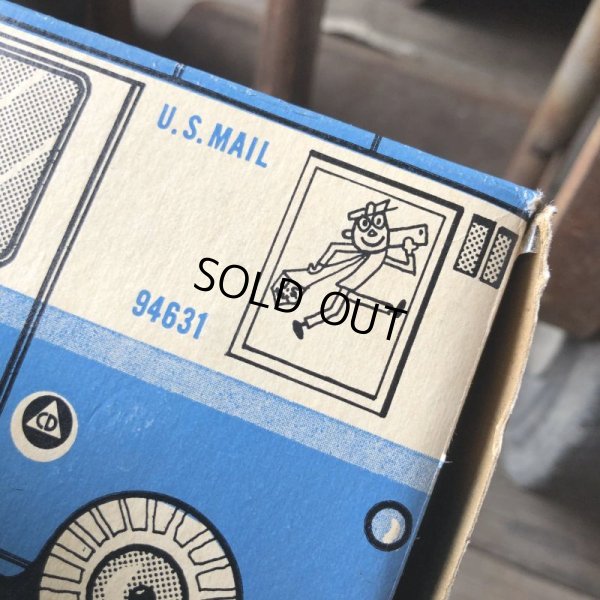 U.S. MAIL
SOLD OUT
94631
CD